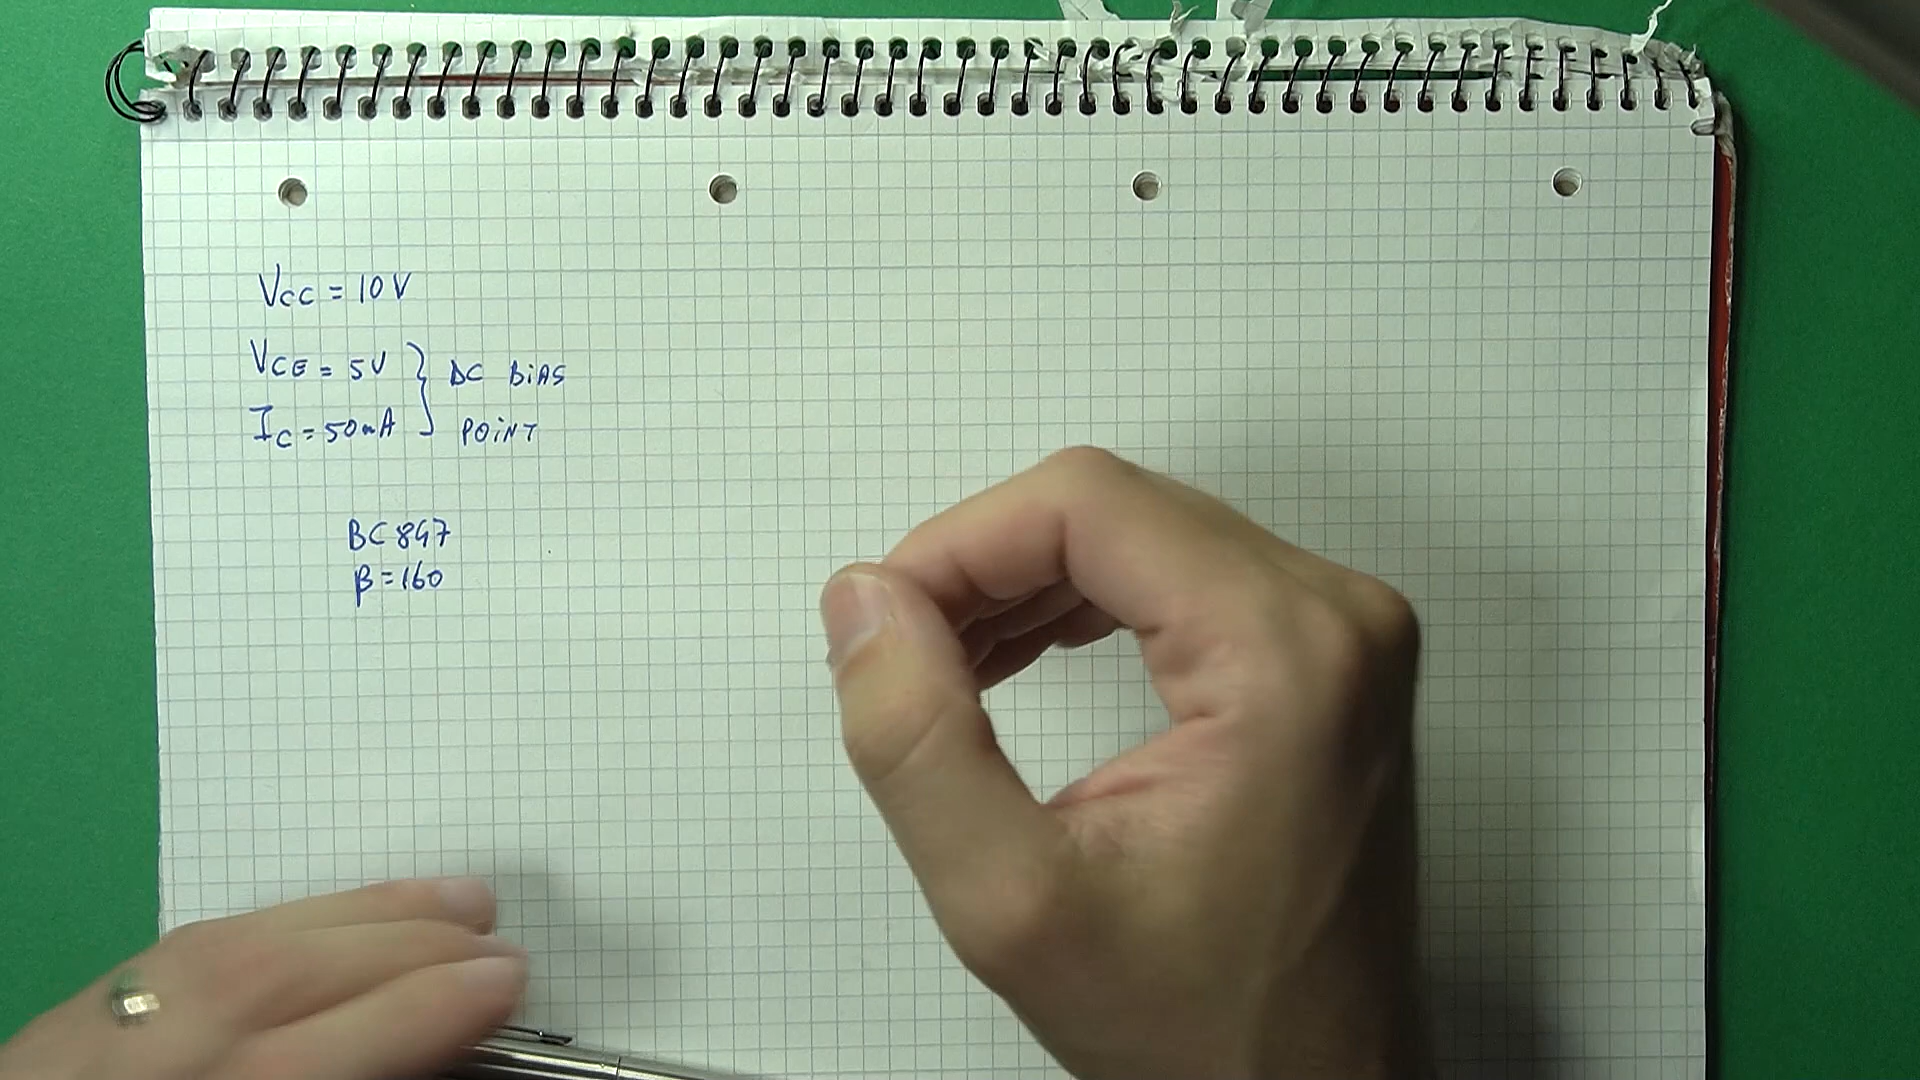 VCC = 10V
VCE = 5V } DC BiAS
IC = 50mA POiNT
BC847
β = 160